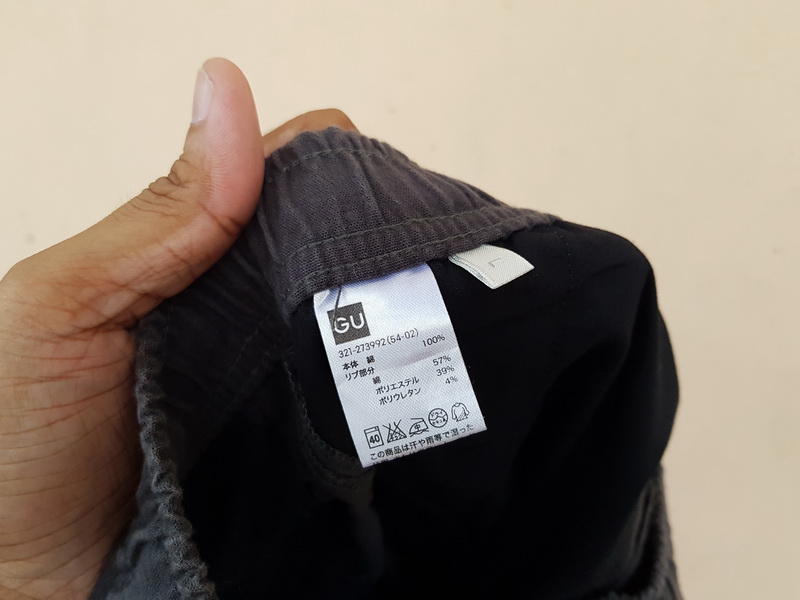 L
GU
321-273992(54-02)
本体 綿 100%
リブ部分
綿 57%
ポリエステル 39%
ポリウレタン 4%
40 中
この商品は汗や雨等で湿った